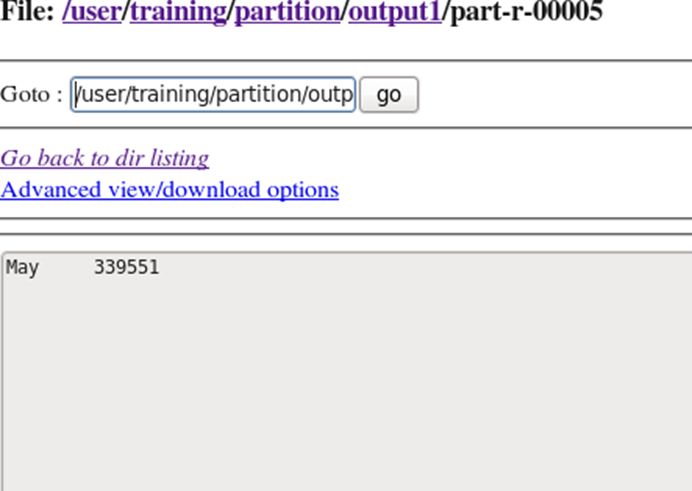 File: /user/training/partition/output1/part-r-00005
Goto : /user/training/partition/outp go
Go back to dir listing
Advanced view/download options
May 339551